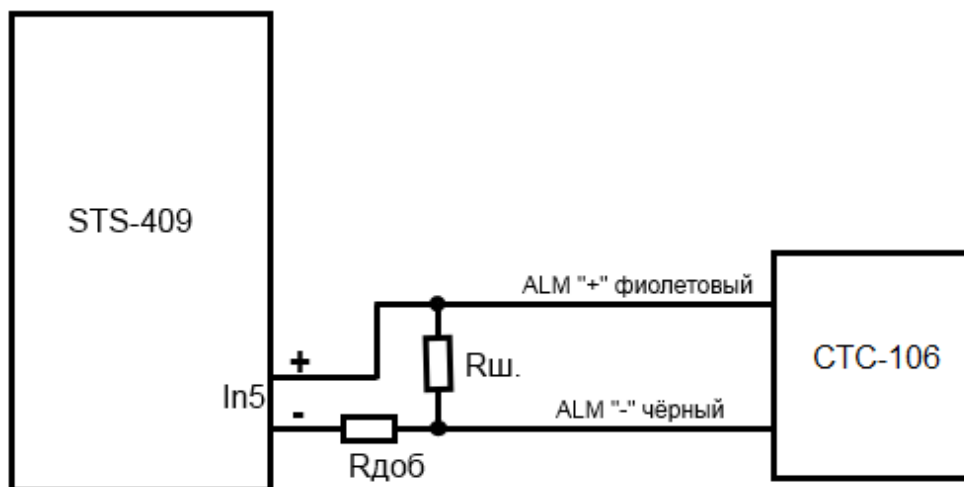 STS-409
ALM "+" фиолетовый
+
Rш.
СТС-106
In5
-
ALM "-" чёрный
Rдоб